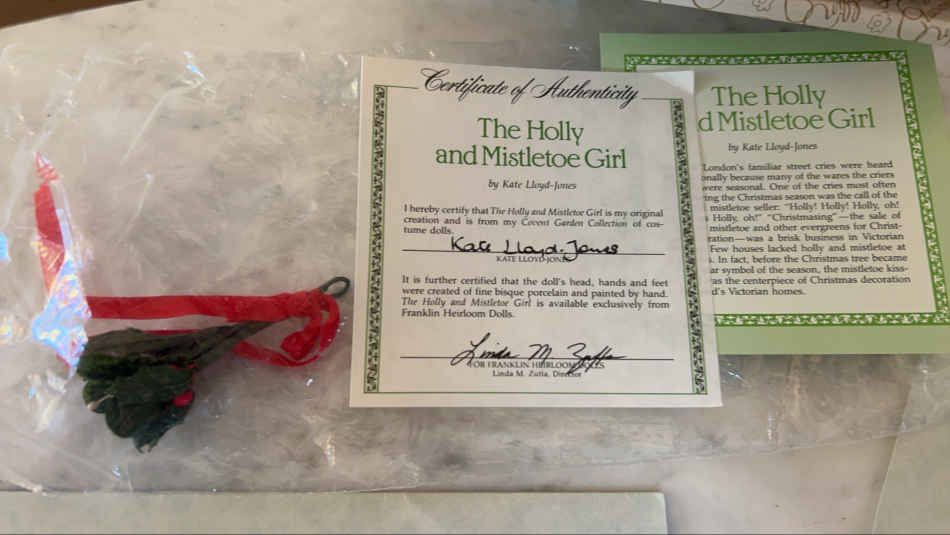 Certificate of Authenticity
The Holly
and Mistletoe Girl
by Kate Lloyd-Jones
I hereby certify that The Holly and Mistletoe Girl is my original
creation and is from my Covent Garden Collection of cos-
tume dolls.
Kate Lloyd-Jones
KATE LLOYD-JONES
It is further certified that the doll's head, hands and feet
were created of fine bisque porcelain and painted by hand.
The Holly and Mistletoe Girl is available exclusively from
Franklin Heirloom Dolls.
Linda M. Zuffa
FOR FRANKLIN HEIRLOOM DOLLS
Linda M. Zuffa, Director
The Holly
d Mistletoe Girl
by Kate Lloyd-Jones
London's familiar street cries were heard
onally because many of the wares the criers
were seasonal. One of the cries most often
ing the Christmas season was the call of the
mistletoe seller: "Holly! Holly! Holly, oh!
s Holly, oh!" "Christmasing"—the sale of
mistletoe and other evergreens for Christ-
ration—was a brisk business in Victorian
Few houses lacked holly and mistletoe at
s. In fact, before the Christmas tree became
ar symbol of the season, the mistletoe kiss-
as the centerpiece of Christmas decoration
d's Victorian homes.